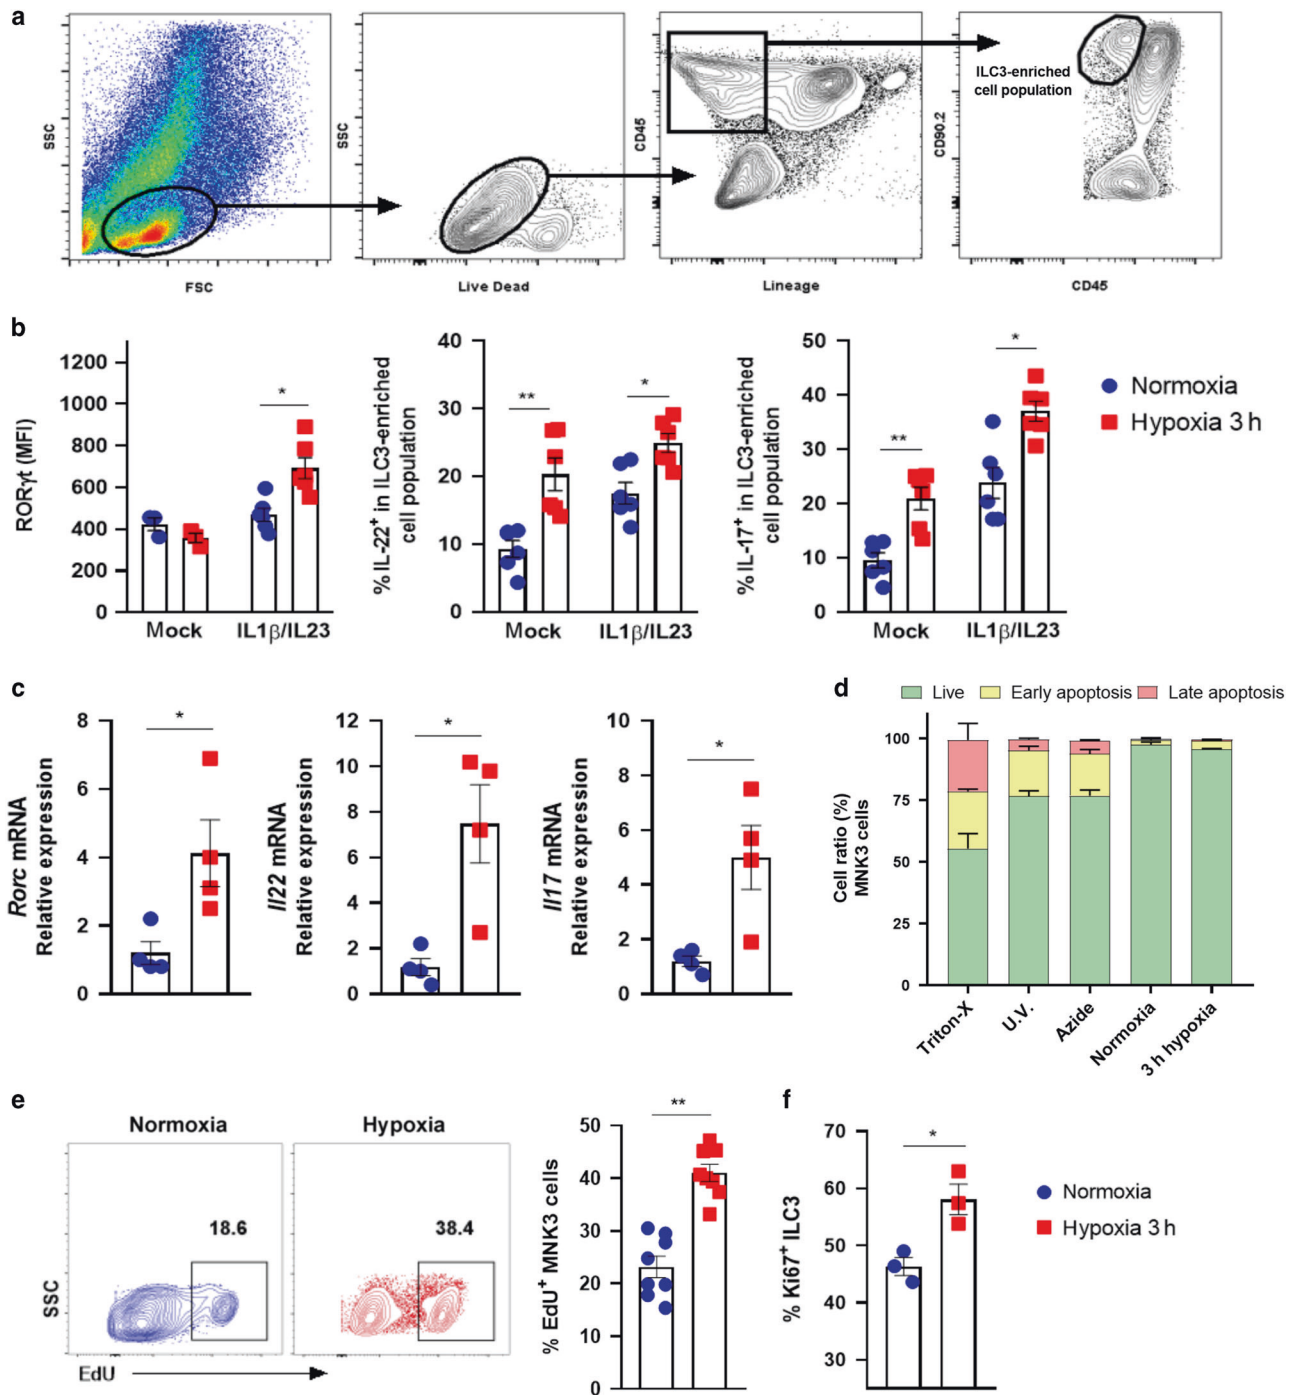 a
SSC
FSC
SSC
Live Dead
CD45
Lineage
CD90.2
ILC3-enriched
cell population
CD45
b
RORγt (MFI)
1200
1000
800
600
400
200
0
*
Mock
IL1β/IL23
% IL-22⁺ in ILC3-enriched
cell population
40
30
20
10
0
**
*
Mock
IL1β/IL23
% IL-17⁺ in ILC3-enriched
cell population
50
40
30
20
10
0
**
*
Mock
IL1β/IL23
Normoxia
Hypoxia 3 h
c
Rorc mRNA
Relative expression
8
6
4
2
0
*
Il22 mRNA
Relative expression
12
10
8
6
4
2
0
*
Il17 mRNA
Relative expression
10
8
6
4
2
0
*
d
Live
Early apoptosis
Late apoptosis
Cell ratio (%)
MNK3 cells
100
75
50
25
0
Triton-X
U.V.
Azide
Normoxia
3 h hypoxia
e
Normoxia
Hypoxia
18.6
38.4
SSC
EdU
% EdU⁺ MNK3 cells
50
40
30
20
10
0
**
f
% Ki67⁺ ILC3
70
60
50
40
30
*
Normoxia
Hypoxia 3 h